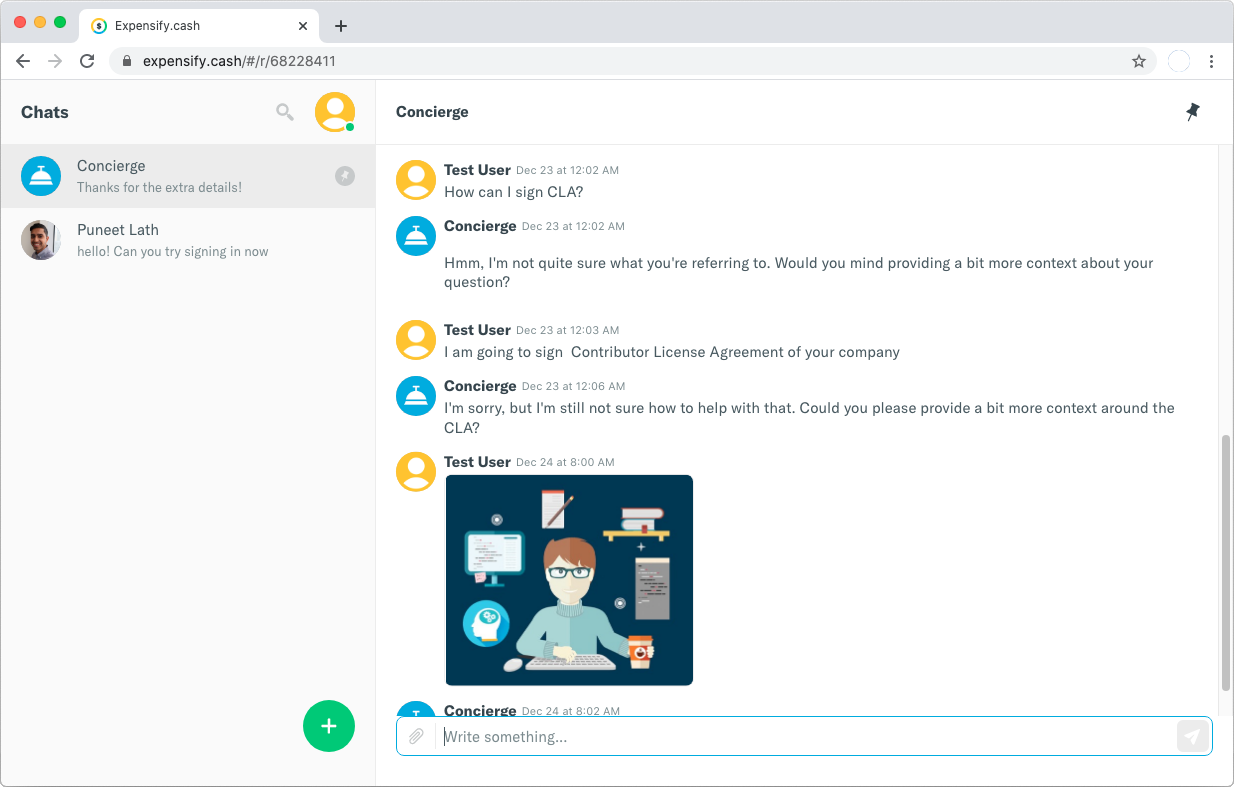 Expensify.cash
expensify.cash/#/r/68228411
Chats
Concierge
Thanks for the extra details!
Puneet Lath
hello! Can you try signing in now
Concierge
Test User Dec 23 at 12:02 AM
How can I sign CLA?
Concierge Dec 23 at 12:02 AM
Hmm, I'm not quite sure what you're referring to. Would you mind providing a bit more context about your
question?
Test User Dec 23 at 12:03 AM
I am going to sign  Contributor License Agreement of your company
Concierge Dec 23 at 12:06 AM
I'm sorry, but I'm still not sure how to help with that. Could you please provide a bit more context around the
CLA?
Test User Dec 24 at 8:00 AM
Concierge Dec 24 at 8:02 AM
Write something...